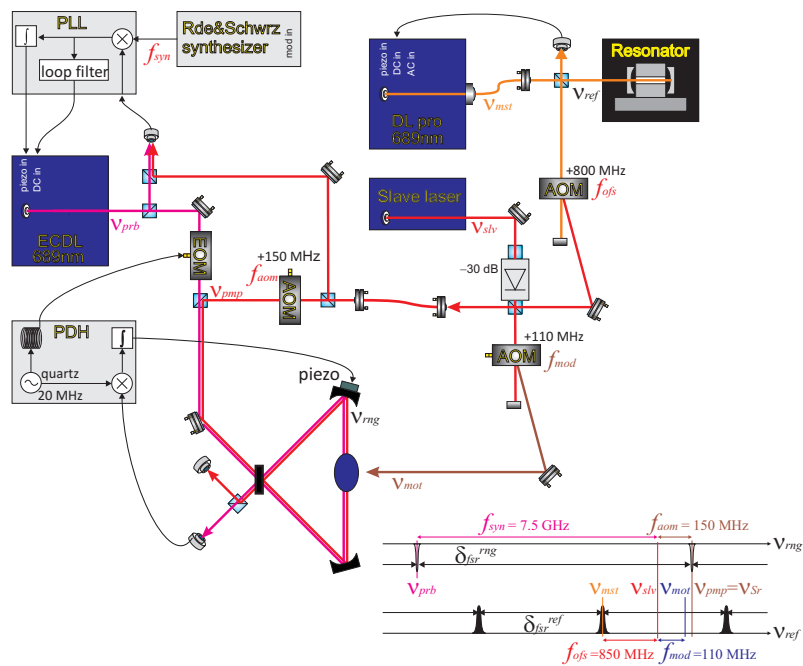 PLL
∫
f_syn
loop filter
Rde&Schwrz
synthesizer
mod in
piezo in
DC in
AC in
ν_mst
DL pro
689nm
ν_ref
Resonator
piezo in
DC in
ECDL
689nm
ν_prb
+800 MHz
AOM
f_ofs
Slave laser
ν_slv
−30 dB
EOM
+150 MHz
f_aom
AOM
ν_pmp
+110 MHz
AOM
f_mod
PDH
∫
quartz
20 MHz
piezo
ν_rng
ν_mot
f_syn = 7.5 GHz
f_aom = 150 MHz
ν_rng
δ_fsr^rng
ν_prb
ν_mst
ν_slv
ν_mot
ν_pmp=ν_Sr
δ_fsr^ref
ν_ref
f_ofs =850 MHz
f_mod = 110 MHz